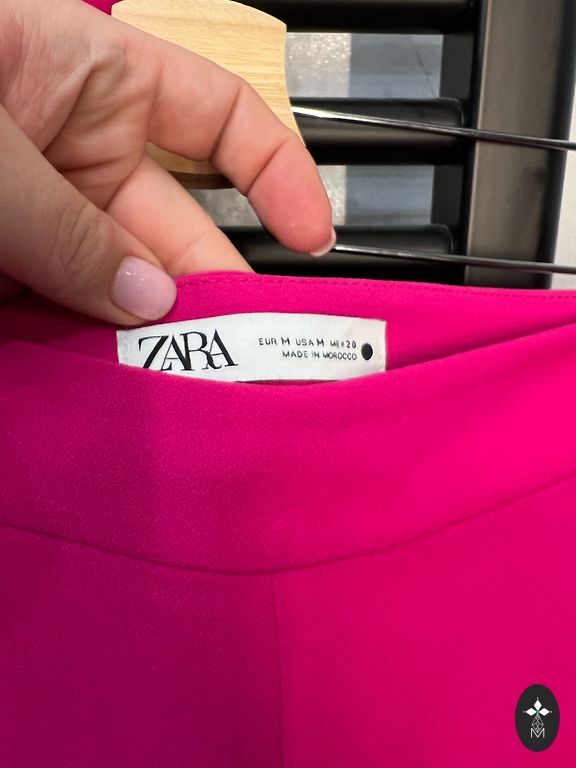 ZARA
EUR M USA M MEX 28
MADE IN MOROCCO
M